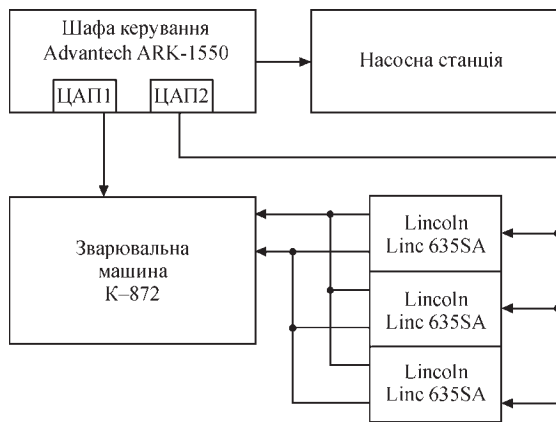 Шафа керування
Advantech ARK-1550
ЦАП1
ЦАП2
Насосна станція
Зварювальна
машина
К–872
Lincoln
Linc 635SA
Lincoln
Linc 635SA
Lincoln
Linc 635SA